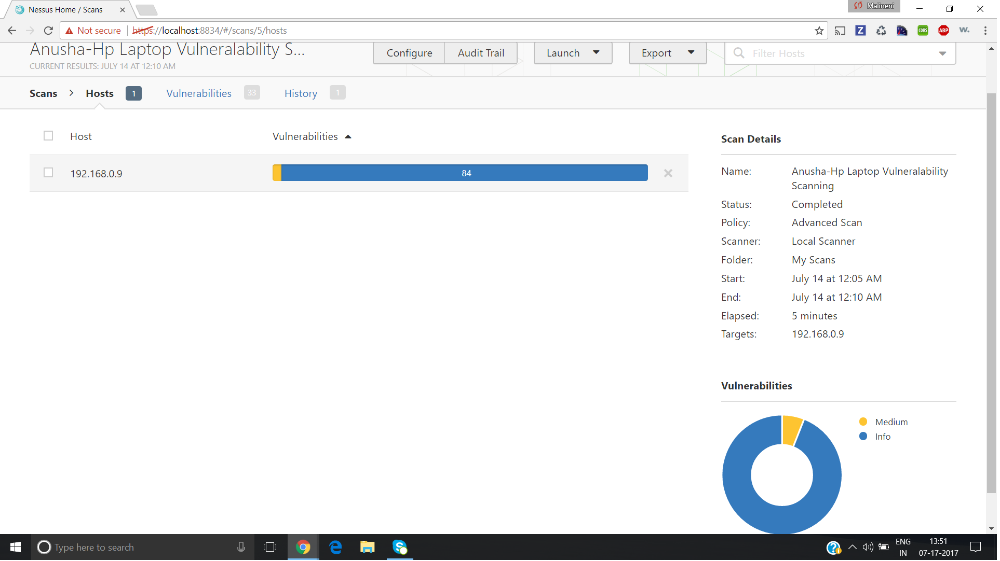 Nessus Home / Scans
Malineni
Not secure
https://localhost:8834/#/scans/5/hosts
Z
CORS
ABP
w.
Anusha-Hp Laptop Vulneralability S...
CURRENT RESULTS: JULY 14 AT 12:10 AM
Configure
Audit Trail
Launch
Export
Filter Hosts
Scans
Hosts
1
Vulnerabilities
33
History
1
Host
Vulnerabilities
192.168.0.9
84
Scan Details
Name: Anusha-Hp Laptop Vulneralability
Scanning
Status: Completed
Policy: Advanced Scan
Scanner: Local Scanner
Folder: My Scans
Start: July 14 at 12:05 AM
End: July 14 at 12:10 AM
Elapsed: 5 minutes
Targets: 192.168.0.9
Vulnerabilities
Medium
Info
Type here to search
ENG
IN
13:51
07-17-2017